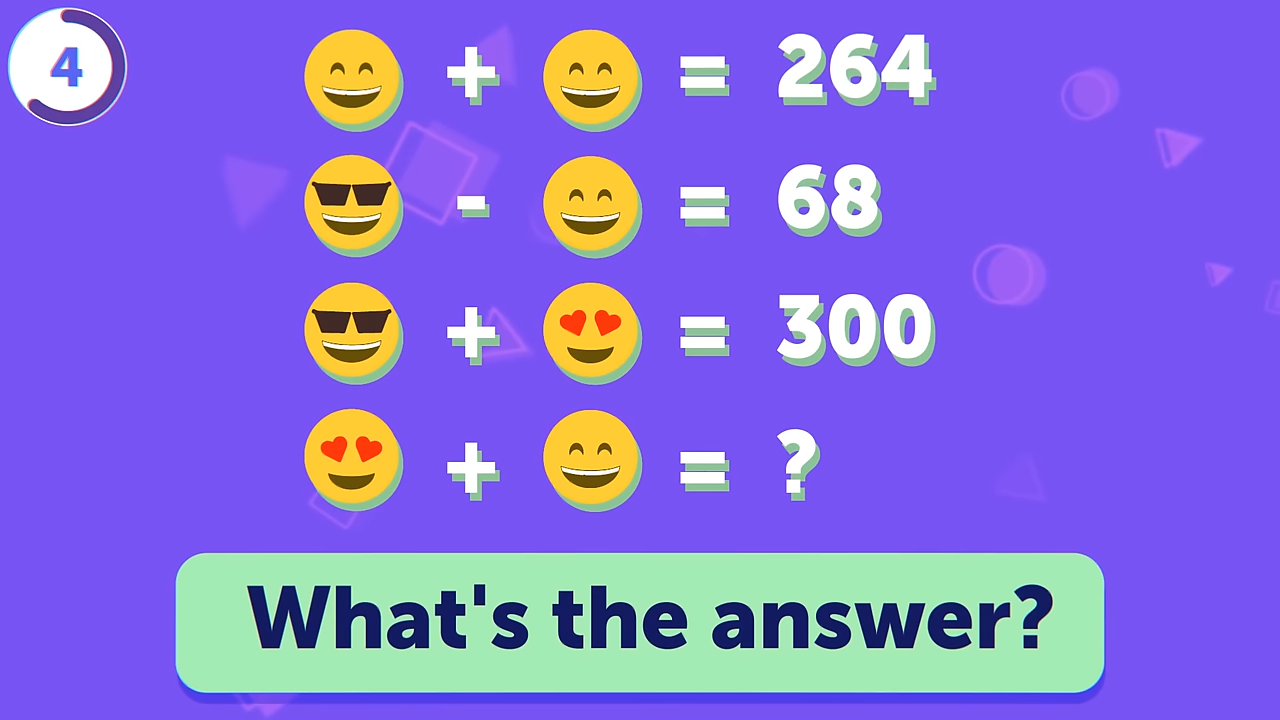 4
😄 + 😄 = 264
😎 - 😄 = 68
😎 + 😍 = 300
😍 + 😄 = ?
What's the answer?